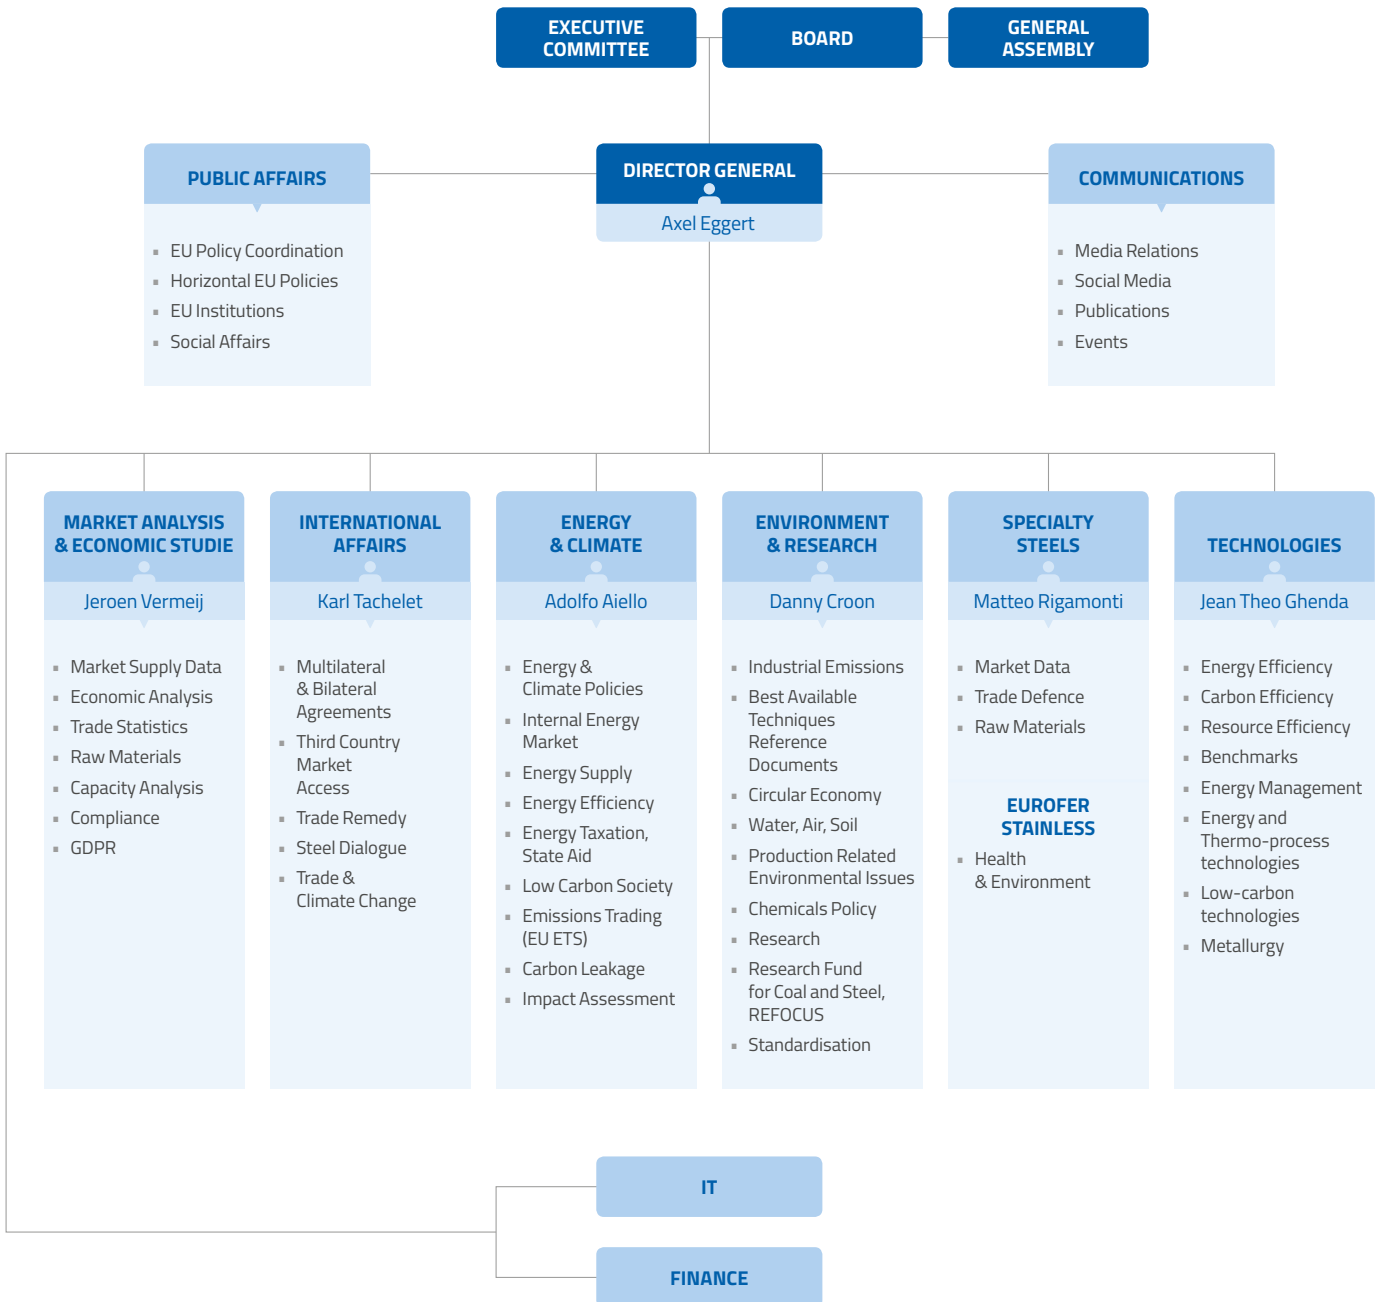 EXECUTIVE
COMMITTEE
BOARD
GENERAL
ASSEMBLY
PUBLIC AFFAIRS
EU Policy Coordination
Horizontal EU Policies
EU Institutions
Social Affairs
DIRECTOR GENERAL
Axel Eggert
COMMUNICATIONS
Media Relations
Social Media
Publications
Events
MARKET ANALYSIS
& ECONOMIC STUDIE
Jeroen Vermeij
Market Supply Data
Economic Analysis
Trade Statistics
Raw Materials
Capacity Analysis
Compliance
GDPR
INTERNATIONAL
AFFAIRS
Karl Tachelet
Multilateral
& Bilateral
Agreements
Third Country
Market
Access
Trade Remedy
Steel Dialogue
Trade &
Climate Change
ENERGY
& CLIMATE
Adolfo Aiello
Energy &
Climate Policies
Internal Energy
Market
Energy Supply
Energy Efficiency
Energy Taxation,
State Aid
Low Carbon Society
Emissions Trading
(EU ETS)
Carbon Leakage
Impact Assessment
ENVIRONMENT
& RESEARCH
Danny Croon
Industrial Emissions
Best Available
Techniques
Reference
Documents
Circular Economy
Water, Air, Soil
Production Related
Environmental Issues
Chemicals Policy
Research
Research Fund
for Coal and Steel,
REFOCUS
Standardisation
SPECIALTY
STEELS
Matteo Rigamonti
Market Data
Trade Defence
Raw Materials
EUROFER
STAINLESS
Health
& Environment
TECHNOLOGIES
Jean Theo Ghenda
Energy Efficiency
Carbon Efficiency
Resource Efficiency
Benchmarks
Energy Management
Energy and
Thermo-process
technologies
Low-carbon
technologies
Metallurgy
IT
FINANCE